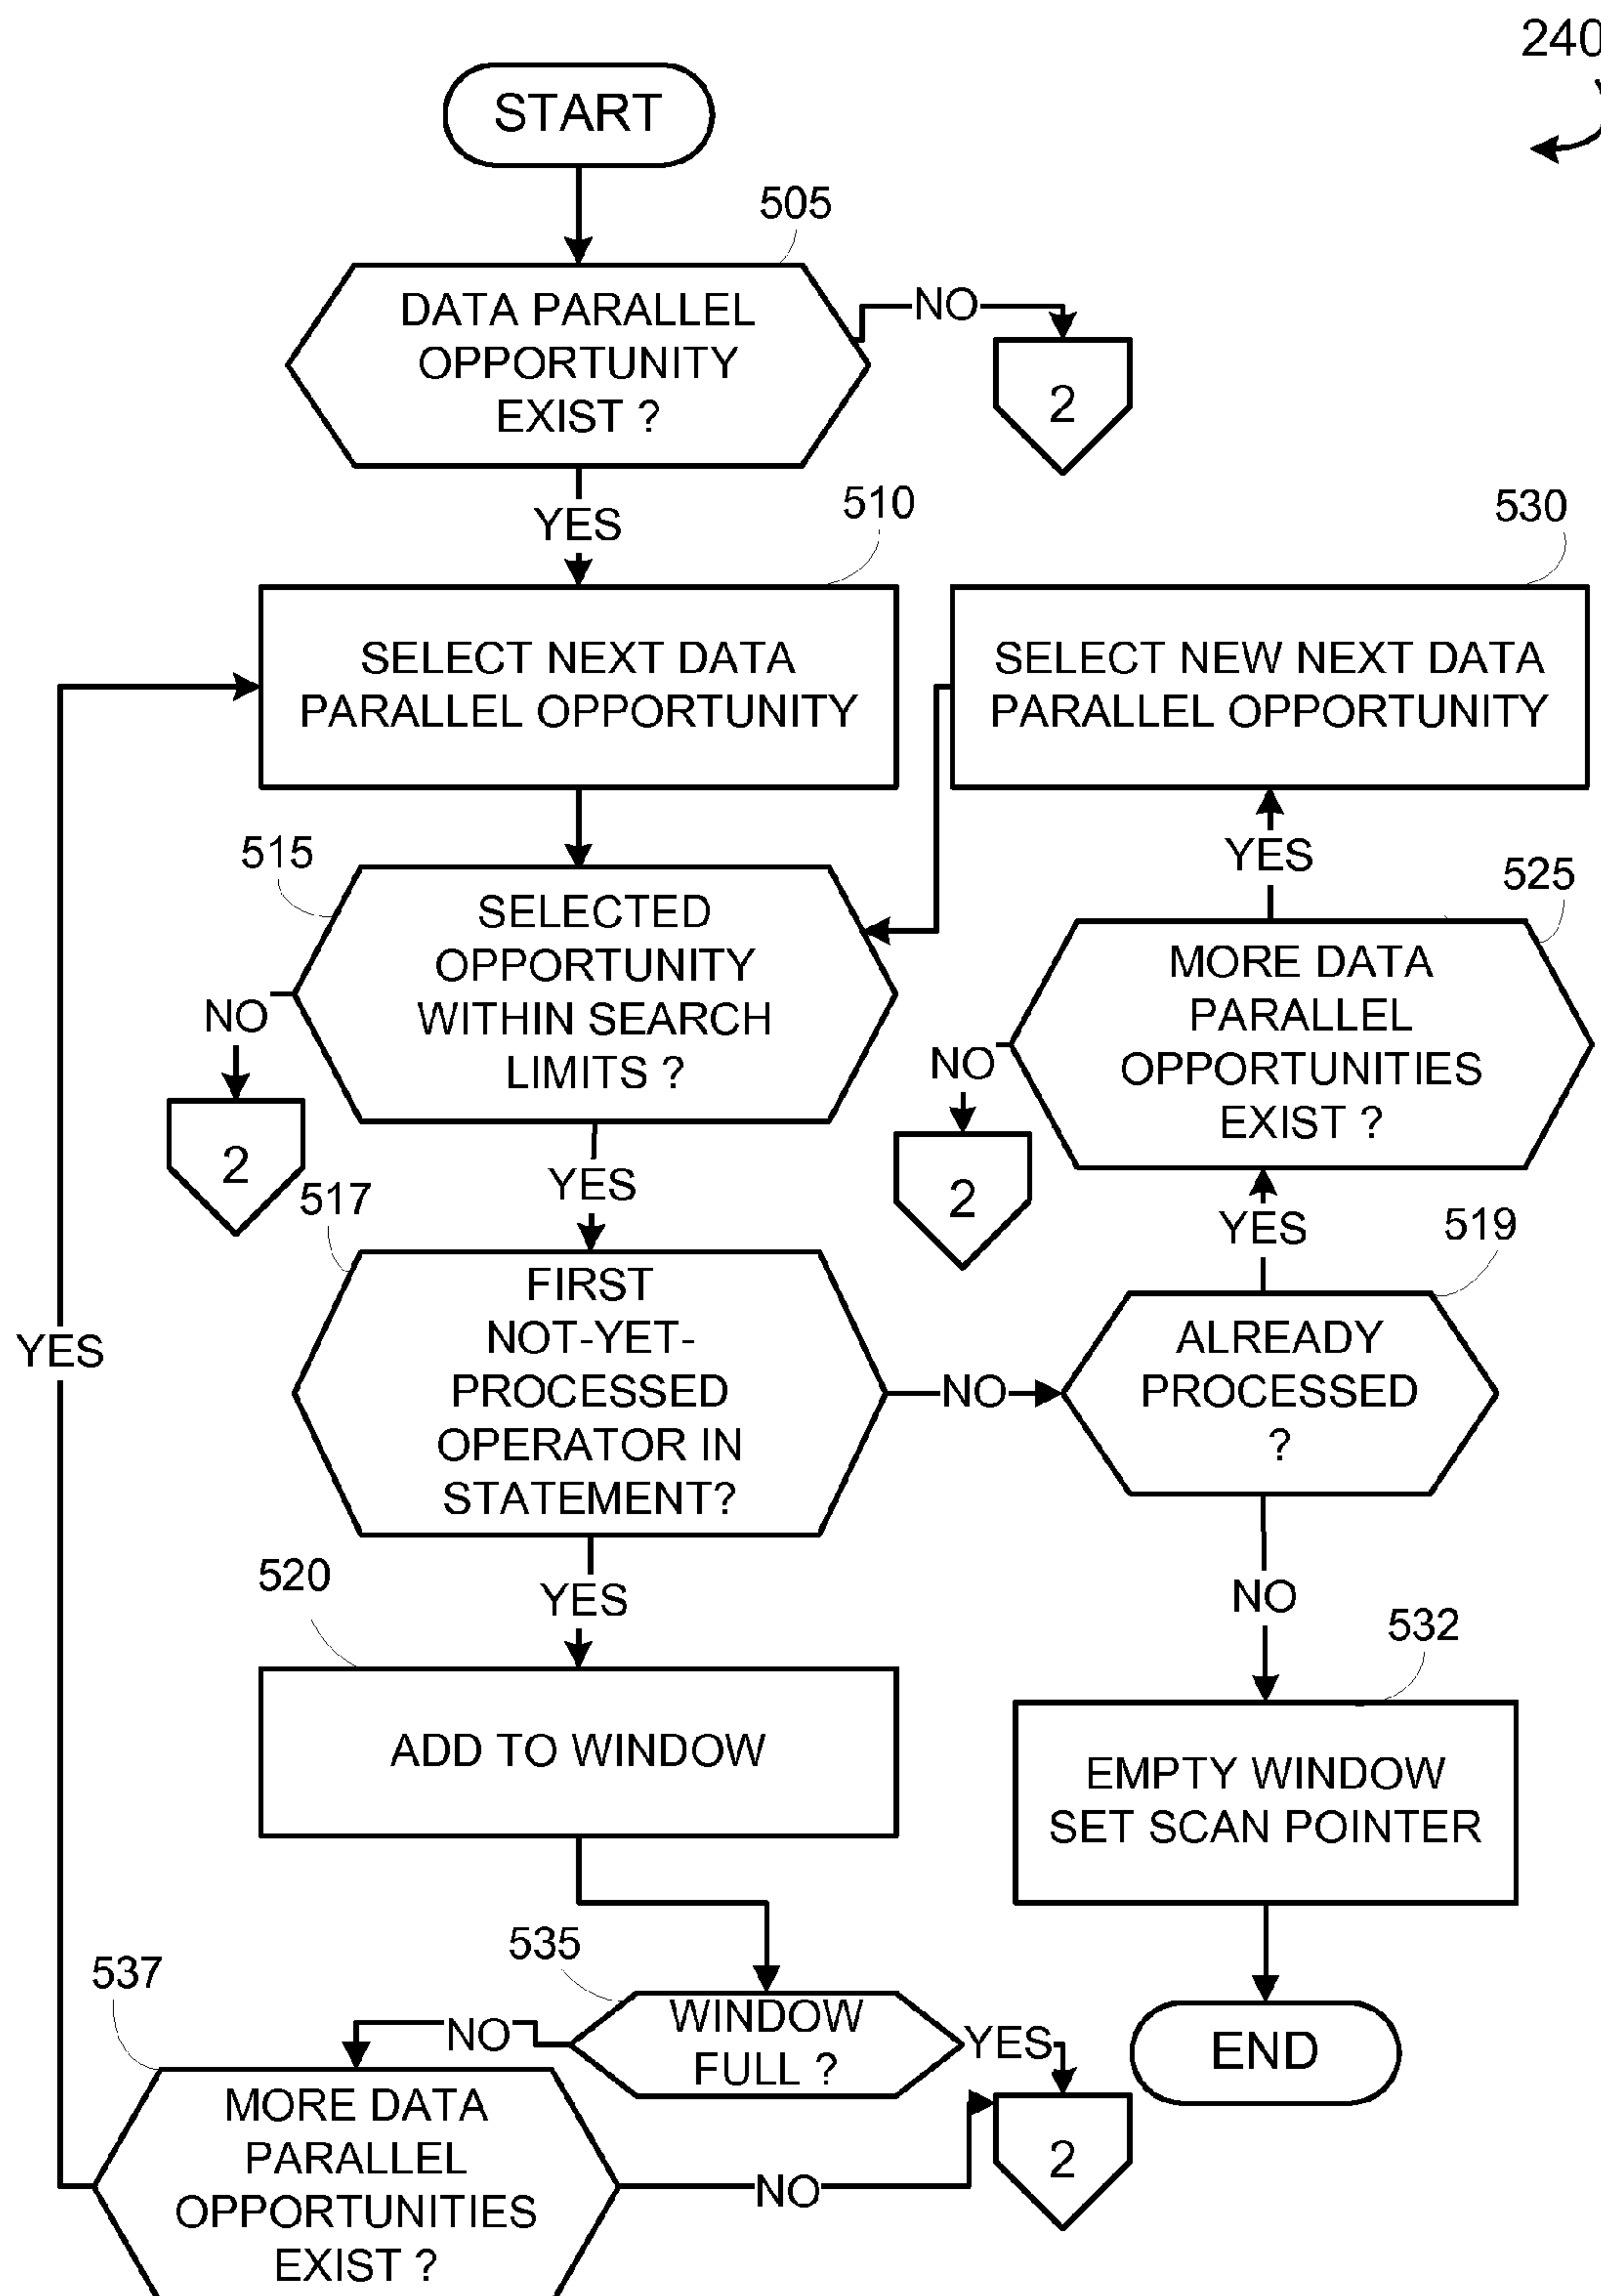 240
START
505
DATA PARALLEL
OPPORTUNITY
EXIST ?
NO
2
YES
510
530
SELECT NEXT DATA
PARALLEL OPPORTUNITY
SELECT NEW NEXT DATA
PARALLEL OPPORTUNITY
515
SELECTED
OPPORTUNITY
WITHIN SEARCH
LIMITS ?
YES
525
MORE DATA
PARALLEL
OPPORTUNITIES
EXIST ?
NO
2
NO
2
YES
517
FIRST
NOT-YET-
PROCESSED
OPERATOR IN
STATEMENT?
NO
YES
519
ALREADY
PROCESSED
?
YES
520
YES
NO
532
ADD TO WINDOW
EMPTY WINDOW
SET SCAN POINTER
535
537
WINDOW
FULL ?
NO
YES
END
MORE DATA
PARALLEL
OPPORTUNITIES
EXIST ?
NO
2